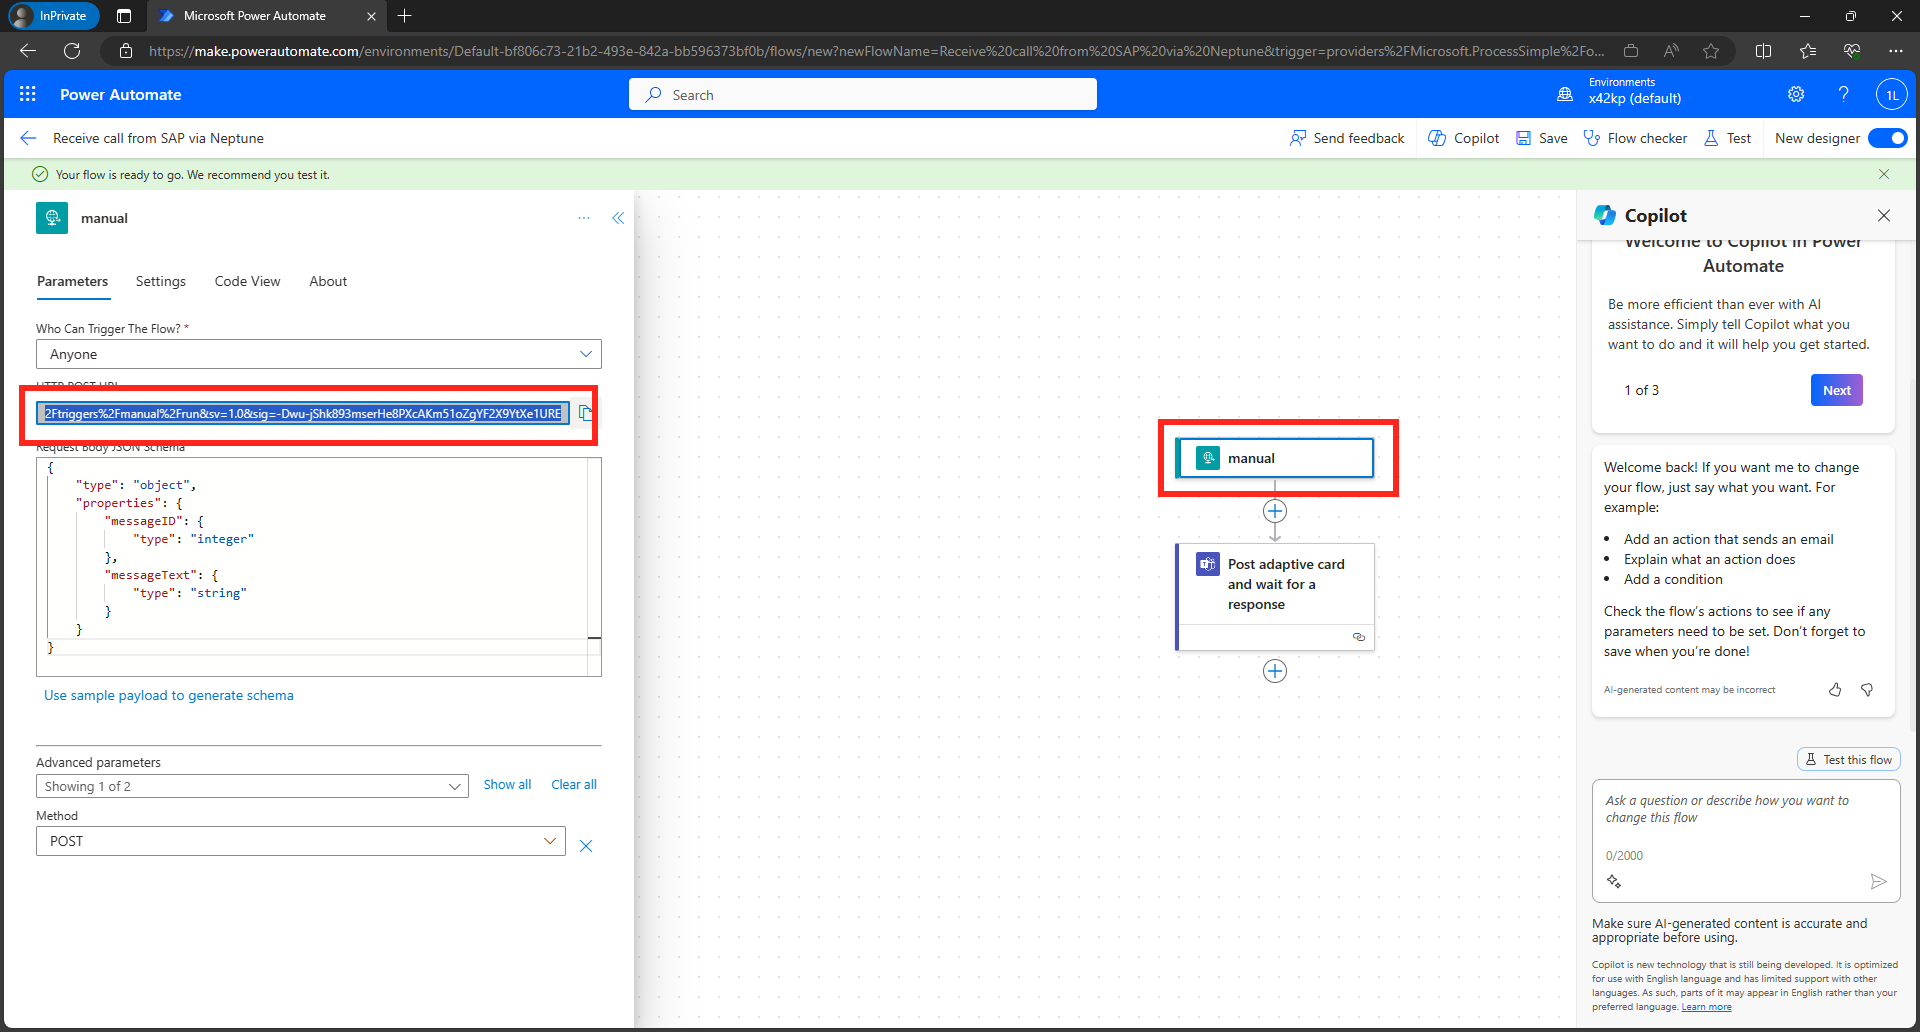 InPrivate
Microsoft Power Automate
https://make.powerautomate.com/environments/Default-bf806c73-21b2-493e-842a-bb596373bf0b/flows/new?newFlowName=Receive%20call%20from%20SAP%20via%20Neptune&trigger=providers%2FMicrosoft.ProcessSimple%2Fo...
Power Automate
Search
Environments
x42kp (default)
1L
Receive call from SAP via Neptune
Send feedback
Copilot
Save
Flow checker
Test
New designer
Your flow is ready to go. We recommend you test it.
manual
Parameters
Settings
Code View
About
Who Can Trigger The Flow? *
Anyone
HTTP POST URL
2Ftriggers%2Fmanual%2Frun&sv=1.0&sig=-Dwu-jShk893mserHe8PXcAKm51oZgYF2X9YtXe1URE
Request Body JSON Schema
{
"type": "object",
"properties": {
"messageID": {
"type": "integer"
},
"messageText": {
"type": "string"
}
}
}
Use sample payload to generate schema
Advanced parameters
Showing 1 of 2
Show all
Clear all
Method
POST
manual
Post adaptive card
and wait for a
response
Copilot
Welcome to Copilot in Power
Automate
Be more efficient than ever with AI
assistance. Simply tell Copilot what you
want to do and it will help you get started.
1 of 3
Next
Welcome back! If you want me to change
your flow, just say what you want. For
example:
• Add an action that sends an email
• Explain what an action does
• Add a condition
Check the flow's actions to see if any
parameters need to be set. Don't forget to
save when you're done!
AI-generated content may be incorrect
Test this flow
Ask a question or describe how you want to
change this flow
0/2000
Make sure AI-generated content is accurate and
appropriate before using.
Copilot is new technology that is still being developed. It is optimized
for use with English language and has limited support with other
languages. As such, parts of it may appear in English rather than your
preferred language. Learn more